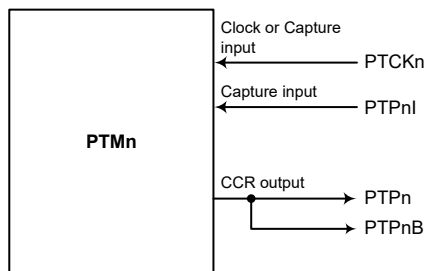 Clock or Capture
input
PTCKn
Capture input
PTPnI
PTMn
CCR output
PTPn
PTPnB